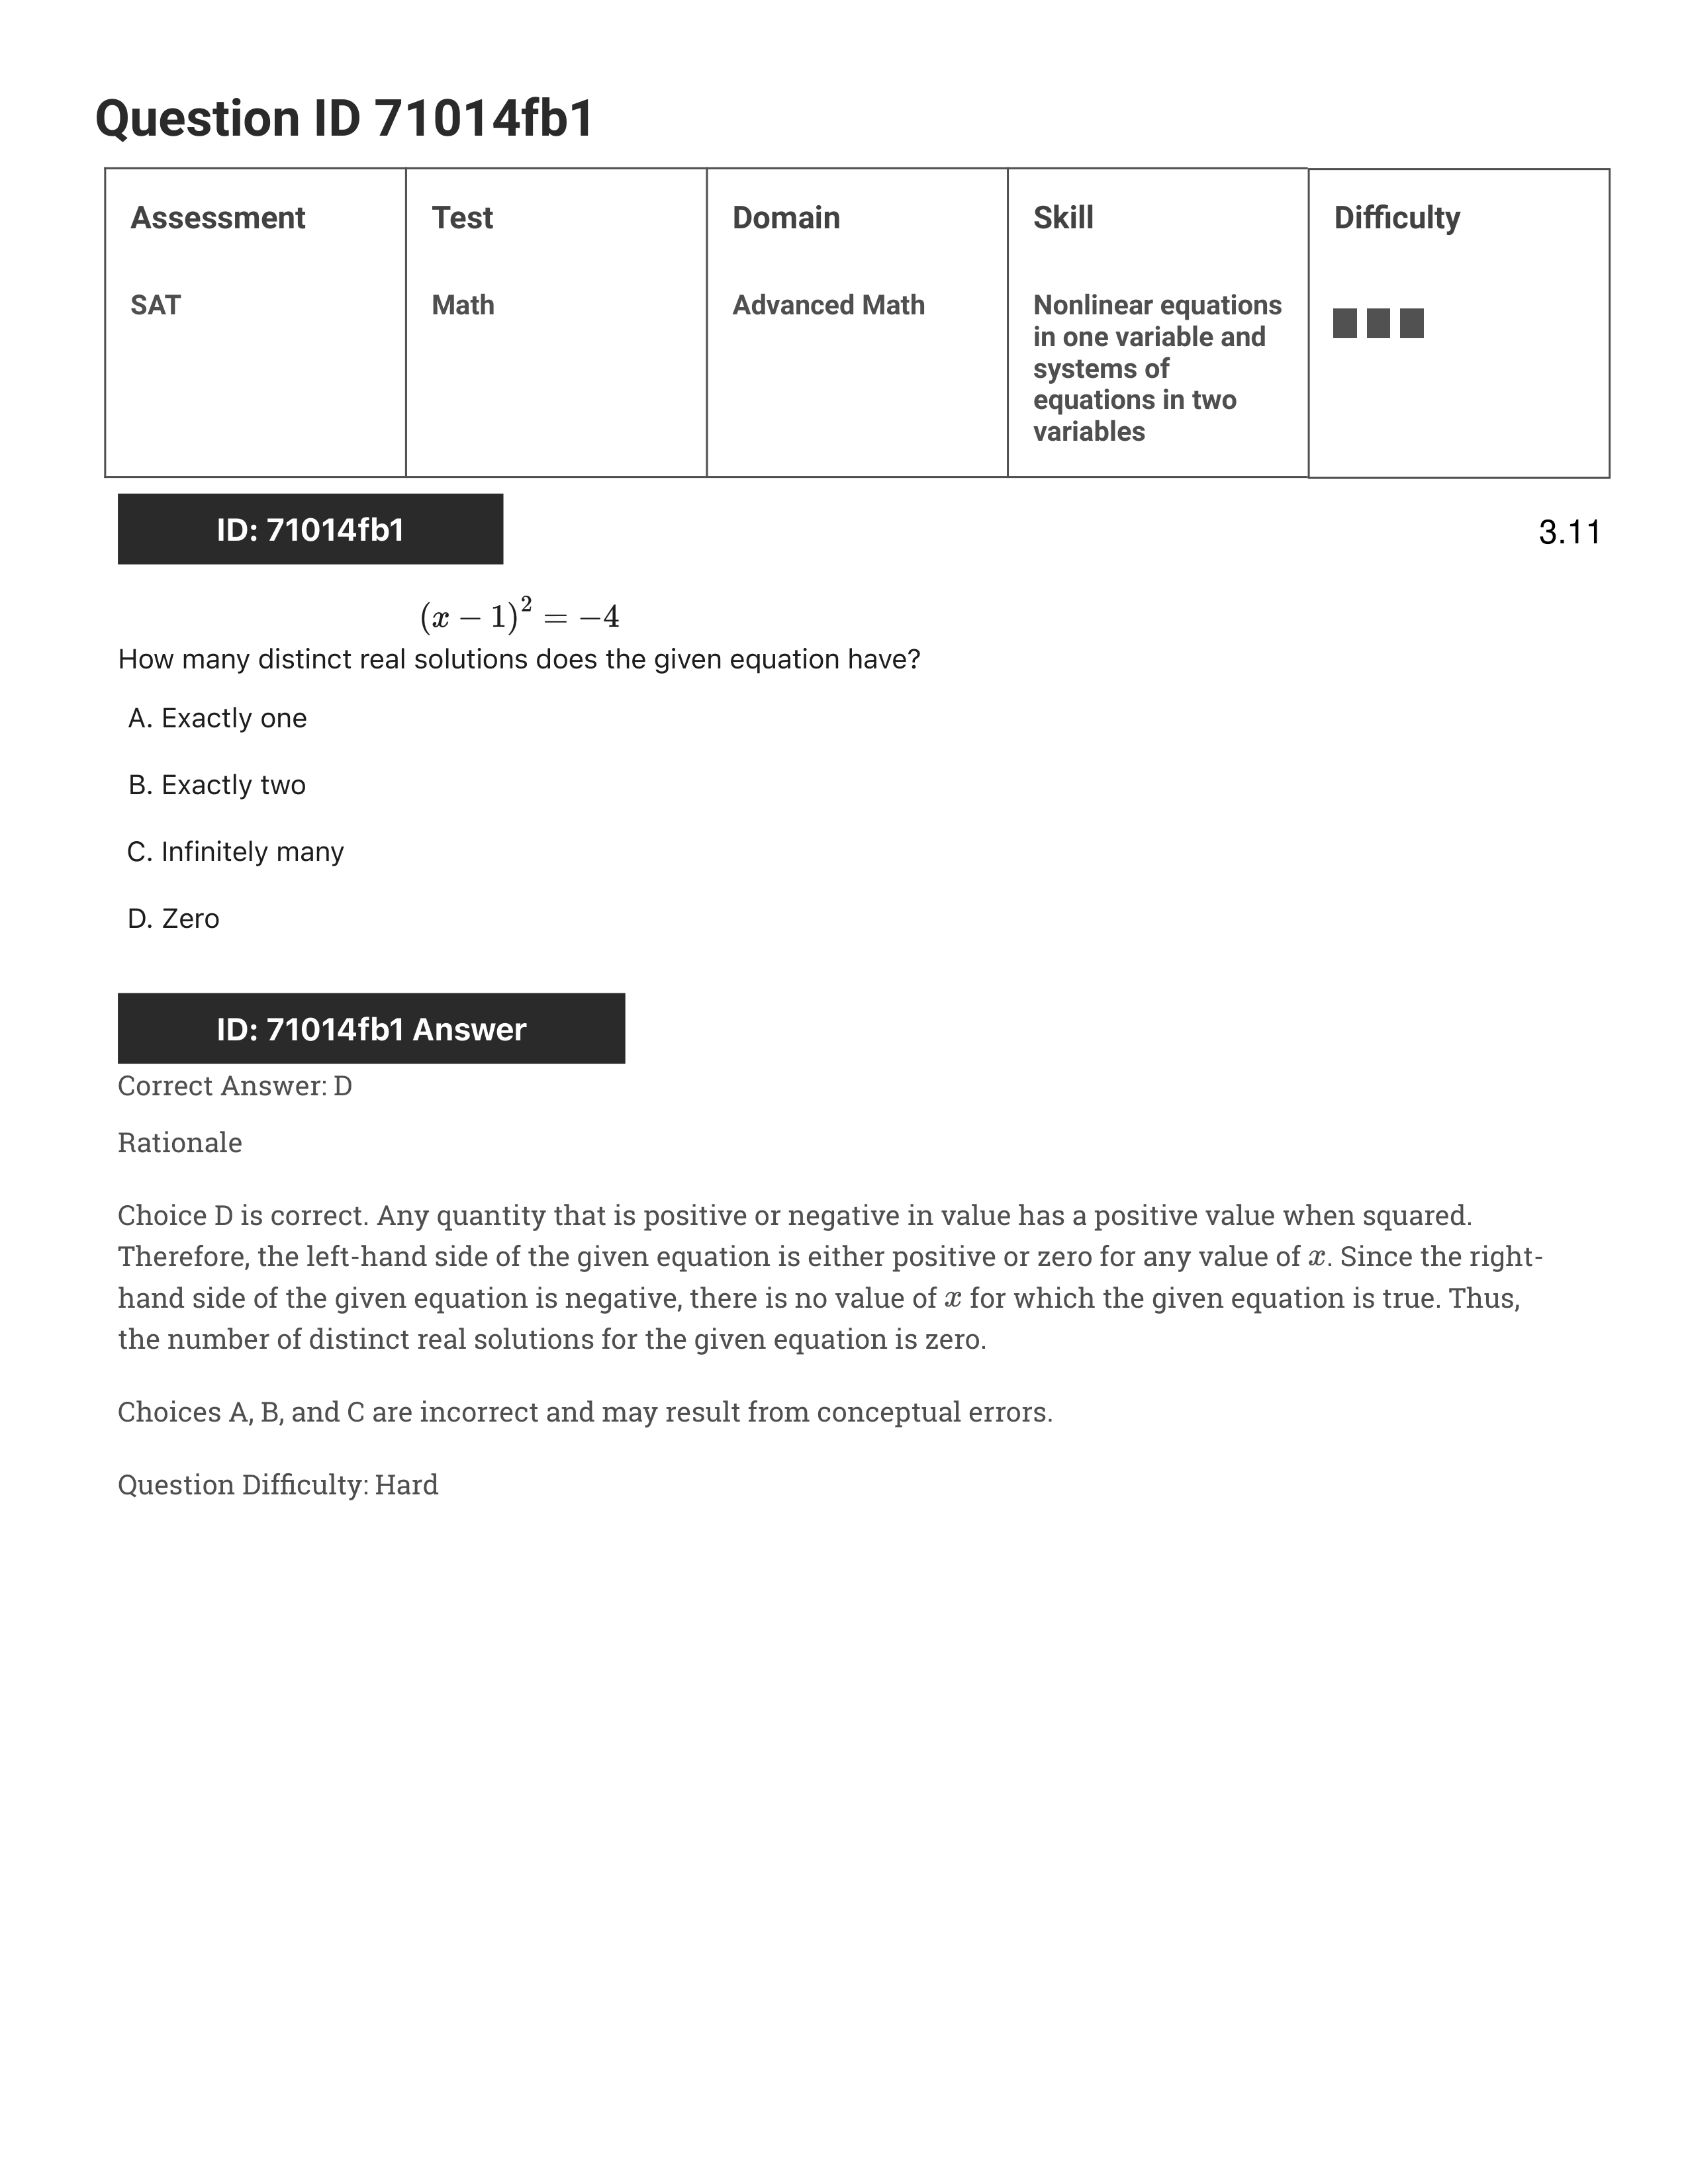 Question ID 71014fb1
Assessment
Test
Domain
Skill
Difficulty
SAT
Math
Advanced Math
Nonlinear equations
in one variable and
systems of
equations in two
variables
ID: 71014fb1
3.11
(x − 1)² = −4
How many distinct real solutions does the given equation have?
A. Exactly one
B. Exactly two
C. Infinitely many
D. Zero
ID: 71014fb1 Answer
Correct Answer: D
Rationale
Choice D is correct. Any quantity that is positive or negative in value has a positive value when squared.
Therefore, the left-hand side of the given equation is either positive or zero for any value of x. Since the right-
hand side of the given equation is negative, there is no value of x for which the given equation is true. Thus,
the number of distinct real solutions for the given equation is zero.
Choices A, B, and C are incorrect and may result from conceptual errors.
Question Difficulty: Hard